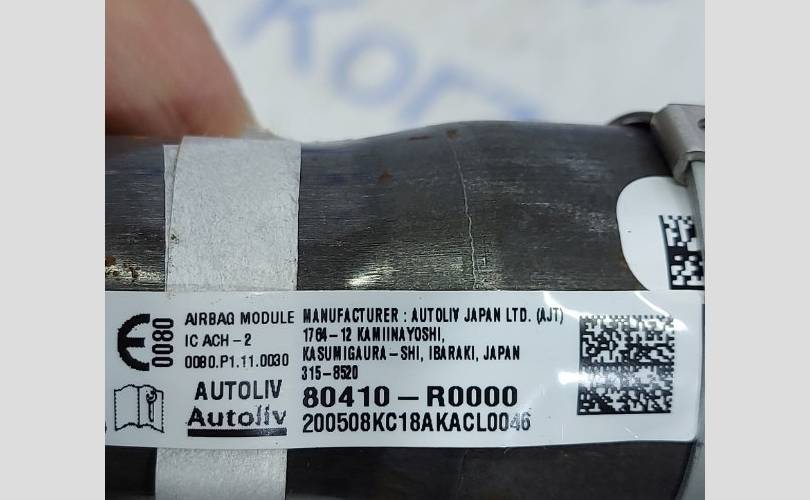 CE 0080
AIRBAG MODULE
IC ACH - 2
0080.P1.11.0030
AUTOLIV
Autoliv
MANUFACTURER : AUTOLIV JAPAN LTD. (AJT)
1764-12 KAMIINAYOSHI,
KASUMIGAURA-SHI, IBARAKI, JAPAN
315-8520
80410-R0000
200508KC18AKACL0046